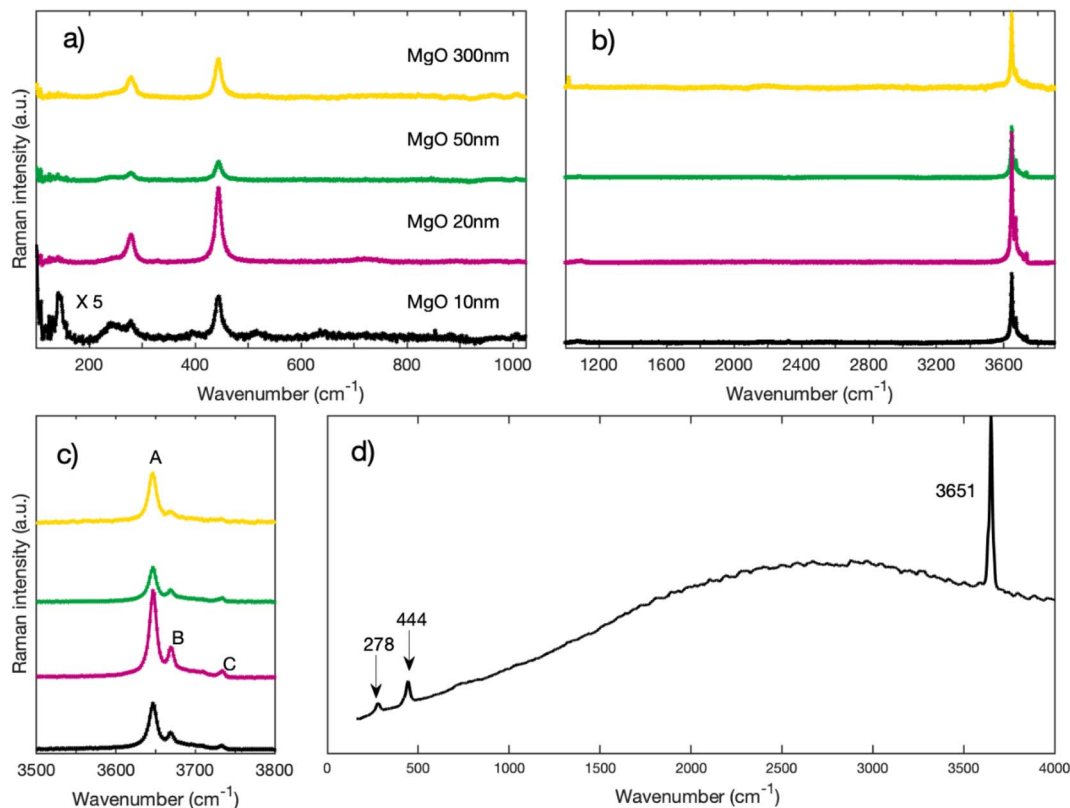 a)
MgO 300nm
MgO 50nm
MgO 20nm
X 5
MgO 10nm
Raman intensity (a.u.)
200 400 600 800 1000
Wavenumber (cm⁻¹)
b)
1200 1600 2000 2400 2800 3200 3600
Wavenumber (cm⁻¹)
c)
A
B
C
Raman intensity (a.u.)
3500 3600 3700 3800
Wavenumber (cm⁻¹)
d)
3651
444
278
0 500 1000 1500 2000 2500 3000 3500 4000
Wavenumber (cm⁻¹)